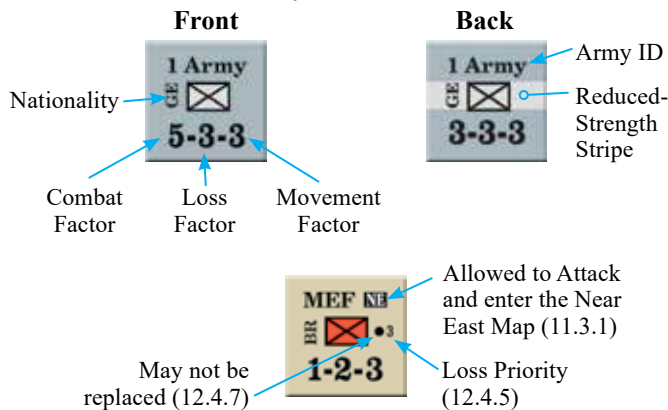 Front
Back
1 Army
GE
5-3-3
Nationality
Combat
Factor
Loss
Factor
Movement
Factor
1 Army
GE
3-3-3
Army ID
Reduced-
Strength
Stripe
MEF NE
BR
3
1-2-3
Allowed to Attack
and enter the Near
East Map (11.3.1)
May not be
replaced (12.4.7)
Loss Priority
(12.4.5)